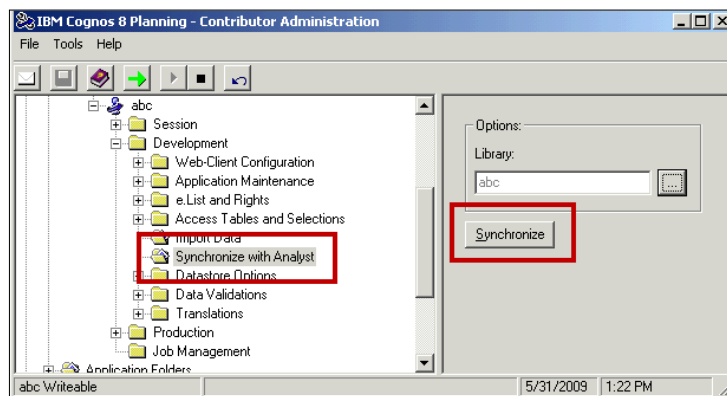 IBM Cognos 8 Planning - Contributor Administration
File Tools Help
abc
Session
Development
Web-Client Configuration
Application Maintenance
e.List and Rights
Access Tables and Selections
Import Data
Synchronize with Analyst
Datastore Options
Data Validations
Translations
Production
Job Management
Application Folders
Options:
Library:
abc
...
Synchronize
abc Writeable
5/31/2009 1:22 PM